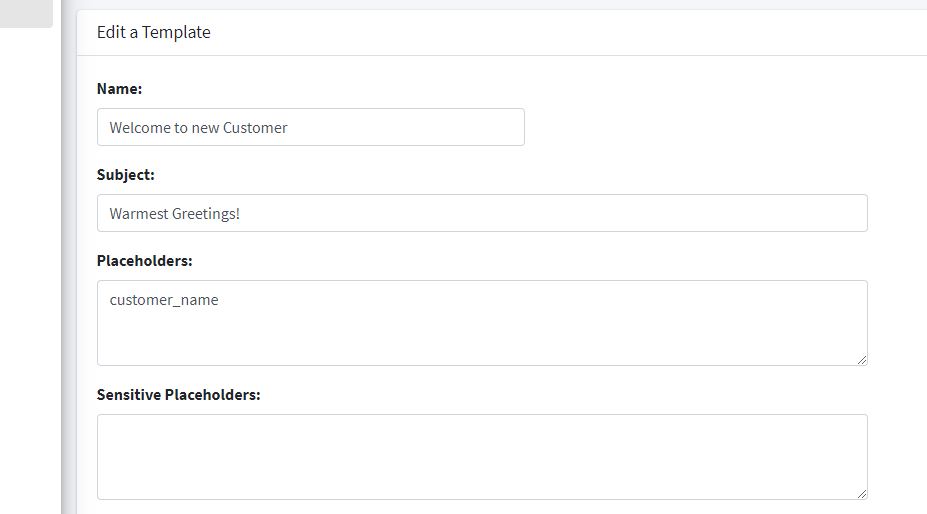 Edit a Template
Name:
Welcome to new Customer
Subject:
Warmest Greetings!
Placeholders:
customer_name
Sensitive Placeholders: